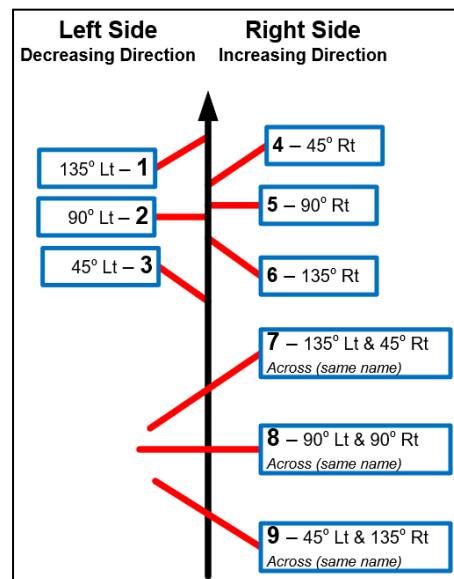 Left Side
Decreasing Direction
Right Side
Increasing Direction
135° Lt – 1
90° Lt – 2
45° Lt – 3
4 – 45° Rt
5 – 90° Rt
6 – 135° Rt
7 – 135° Lt & 45° Rt
Across (same name)
8 – 90° Lt & 90° Rt
Across (same name)
9 – 45° Lt & 135° Rt
Across (same name)